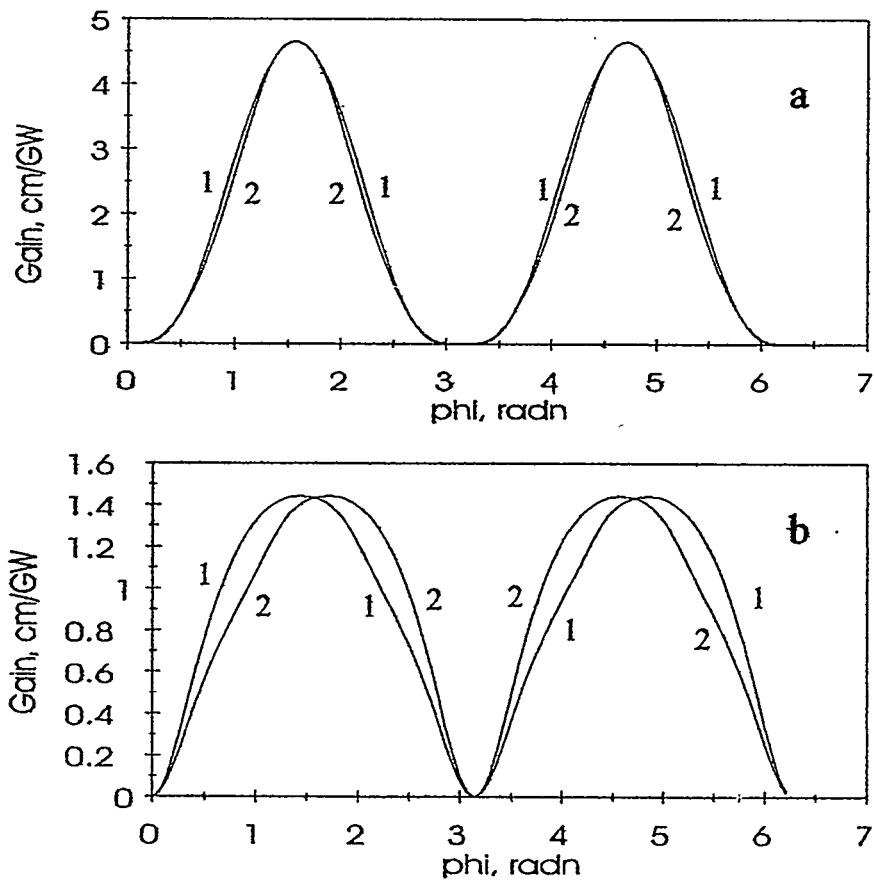 5
4
3
2
1
0
Gain, cm/GW
a
1 2 2 1 1 2 2 1
0 1 2 3 4 5 6 7
phi, radn
1.6
1.4
1.2
1
0.8
0.6
0.4
0.2
0
Gain, cm/GW
b
1 2 1 2 2 1 2 1
0 1 2 3 4 5 6 7
phi, radn